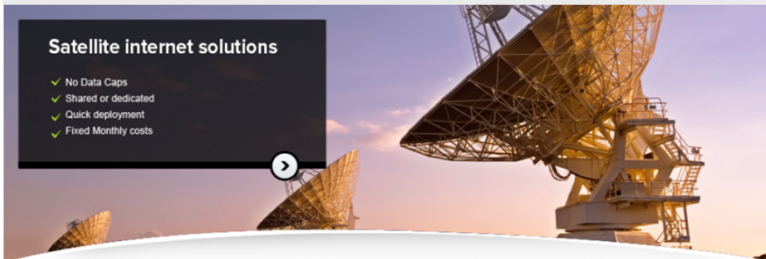 Satellite internet solutions
No Data Caps
Shared or dedicated
Quick deployment
Fixed Monthly costs